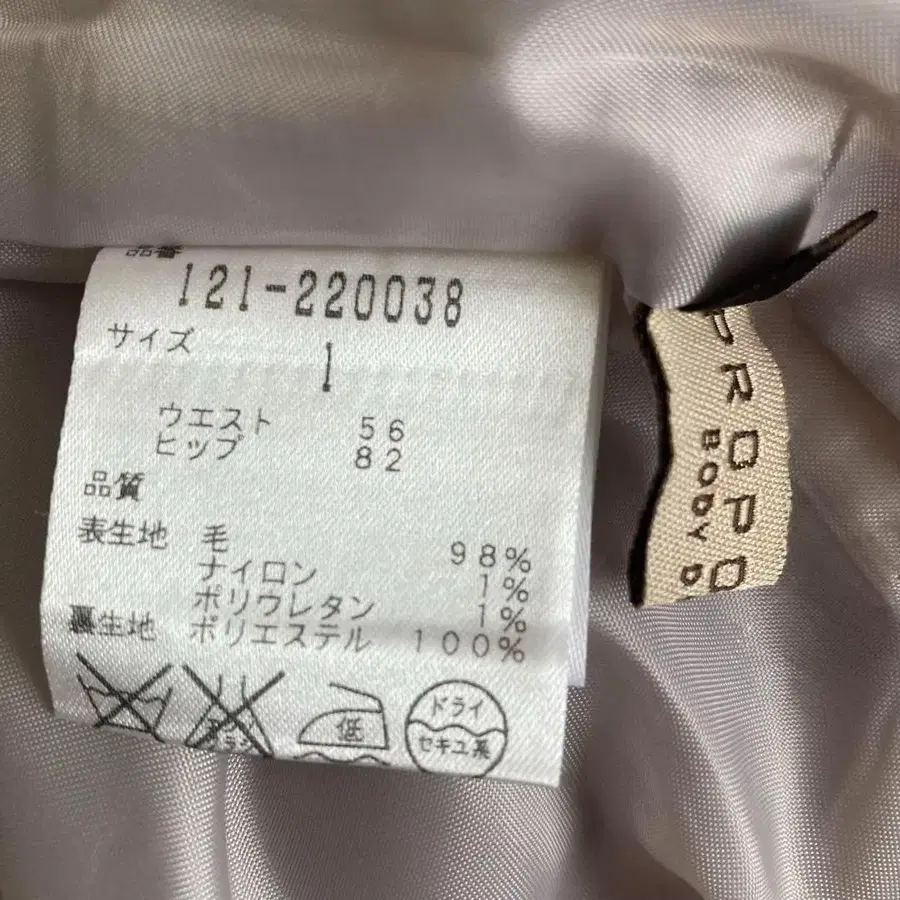 品番
121-220038
サイズ
1
ウエスト 56
ヒップ 82
品質
表生地 毛 98%
ナイロン 1%
ポリウレタン 1%
裏生地 ポリエステル 100%
低
ドライ
セキユ系
PROPO
BODY D